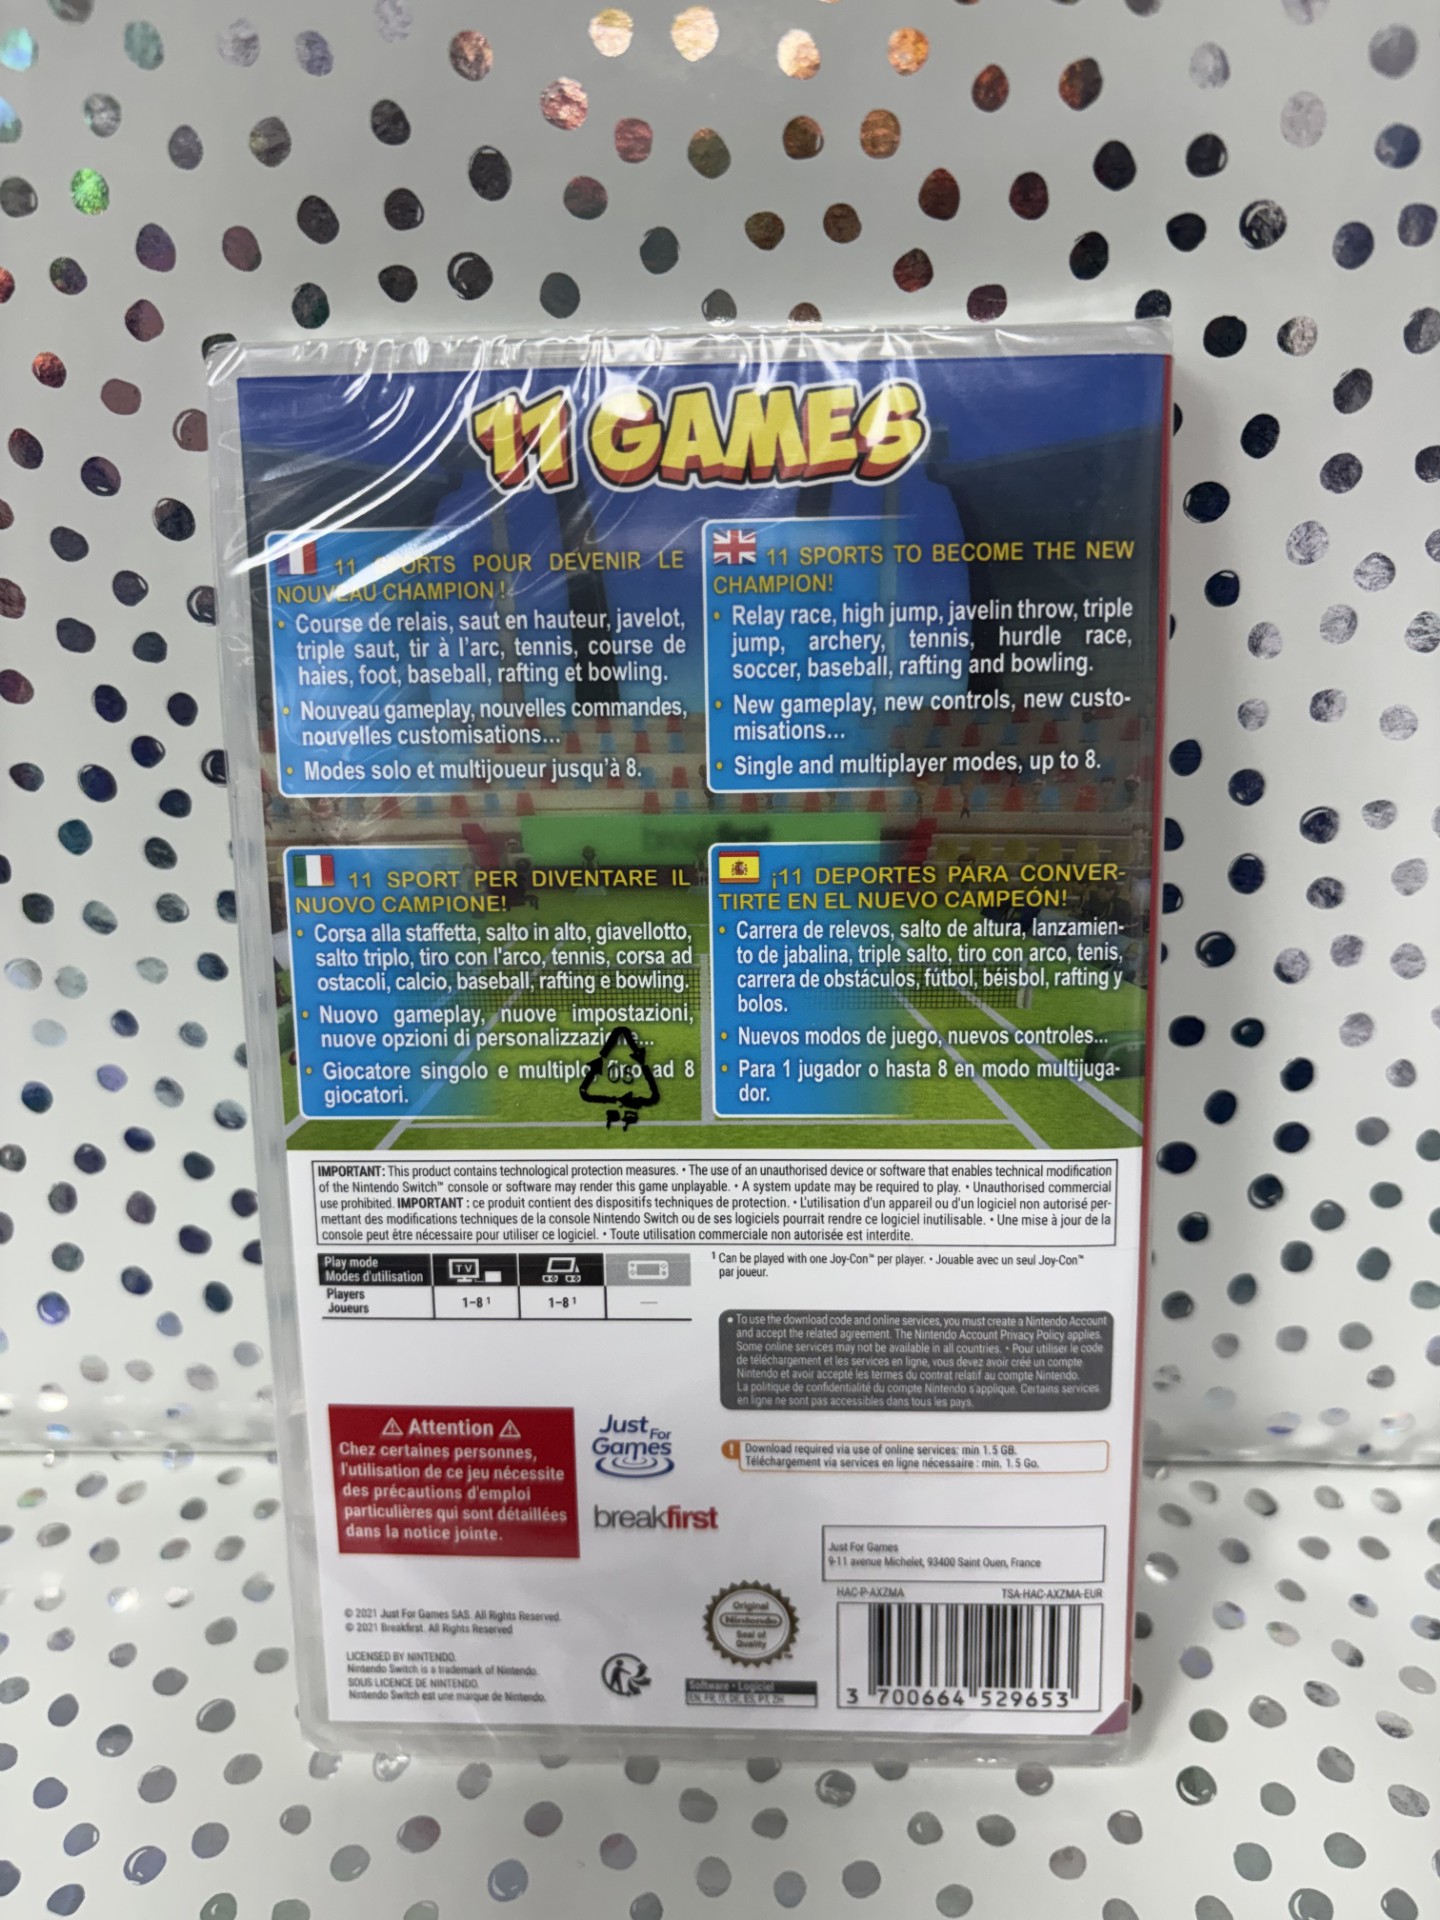 11 GAMES
11 SPORTS POUR DEVENIR LE
NOUVEAU CHAMPION !
• Course de relais, saut en hauteur, javelot,
triple saut, tir à l'arc, tennis, course de
haies, foot, baseball, rafting et bowling.
• Nouveau gameplay, nouvelles commandes,
nouvelles customisations...
• Modes solo et multijoueur jusqu'à 8.
11 SPORTS TO BECOME THE NEW
CHAMPION!
• Relay race, high jump, javelin throw, triple
jump, archery, tennis, hurdle race,
soccer, baseball, rafting and bowling.
• New gameplay, new controls, new custo-
misations...
• Single and multiplayer modes, up to 8.
11 SPORT PER DIVENTARE IL
NUOVO CAMPIONE!
• Corsa alla staffetta, salto in alto, giavellotto,
salto triplo, tiro con l'arco, tennis, corsa ad
ostacoli, calcio, baseball, rafting e bowling.
• Nuovo gameplay, nuove impostazioni,
nuove opzioni di personalizzazione...
• Giocatore singolo e multiplo, fino ad 8
giocatori.
05
PP
¡11 DEPORTES PARA CONVER-
TIRTE EN EL NUEVO CAMPEÓN!
• Carrera de relevos, salto de altura, lanzamien-
to de jabalina, triple salto, tiro con arco, tenis,
carrera de obstáculos, fútbol, béisbol, rafting y
bolos.
• Nuevos modos de juego, nuevos controles...
• Para 1 jugador o hasta 8 en modo multijuga-
dor.
IMPORTANT: This product contains technological protection measures. • The use of an unauthorised device or software that enables technical modification
of the Nintendo Switch™ console or software may render this game unplayable. • A system update may be required to play. • Unauthorised commercial
use prohibited. IMPORTANT : ce produit contient des dispositifs techniques de protection. • L'utilisation d'un appareil ou d'un logiciel non autorisé per-
mettant des modifications techniques de la console Nintendo Switch ou de ses logiciels pourrait rendre ce logiciel inutilisable. • Une mise à jour de la
console peut être nécessaire pour utiliser ce logiciel. • Toute utilisation commerciale non autorisée est interdite.
Play mode
Modes d'utilisation
TV
Players
Joueurs
1-8 ¹
1-8 ¹
—
¹ Can be played with one Joy-Con™ per player. • Jouable avec un seul Joy-Con™
par joueur.
• To use the download code and online services, you must create a Nintendo Account
and accept the related agreement. The Nintendo Account Privacy Policy applies.
Some online services may not be available in all countries. • Pour utiliser le code
de téléchargement et les services en ligne, vous devez avoir créé un compte
Nintendo et avoir accepté les termes du contrat relatif au compte Nintendo.
La politique de confidentialité du compte Nintendo s'applique. Certains services
en ligne ne sont pas accessibles dans tous les pays.
! Download required via use of online services: min 1.5 GB.
Téléchargement via services en ligne nécessaire : min. 1.5 Go.
⚠ Attention ⚠
Chez certaines personnes,
l'utilisation de ce jeu nécessite
des précautions d'emploi
particulières qui sont détaillées
dans la notice jointe.
Just For
Games
breakfirst
Just For Games
9-11 avenue Michelet, 93400 Saint Ouen, France
HAC-P-AXZMA
TSA-HAC-AXZMA-EUR
© 2021 Just For Games SAS. All Rights Reserved.
© 2021 Breakfirst. All Rights Reserved
LICENSED BY NINTENDO.
Nintendo Switch is a trademark of Nintendo.
SOUS LICENCE DE NINTENDO.
Nintendo Switch est une marque de Nintendo.
Original
Nintendo
Seal of
Quality
Software • Logiciel
EN, FR, IT, DE, ES, PT, ZH
3 700664 529653